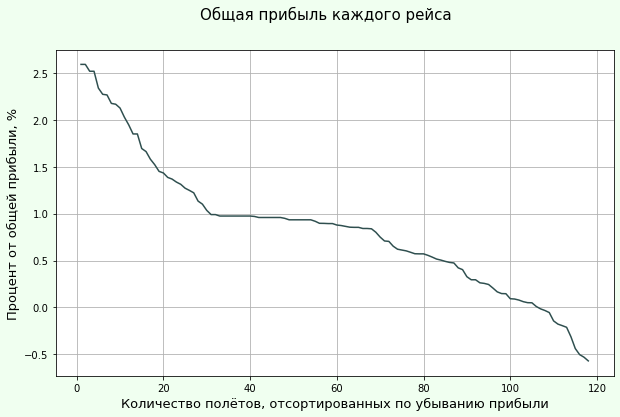 Общая прибыль каждого рейса
Процент от общей прибыли, %
2.5
2.0
1.5
1.0
0.5
0.0
−0.5
0 20 40 60 80 100 120
Количество полётов, отсортированных по убыванию прибыли